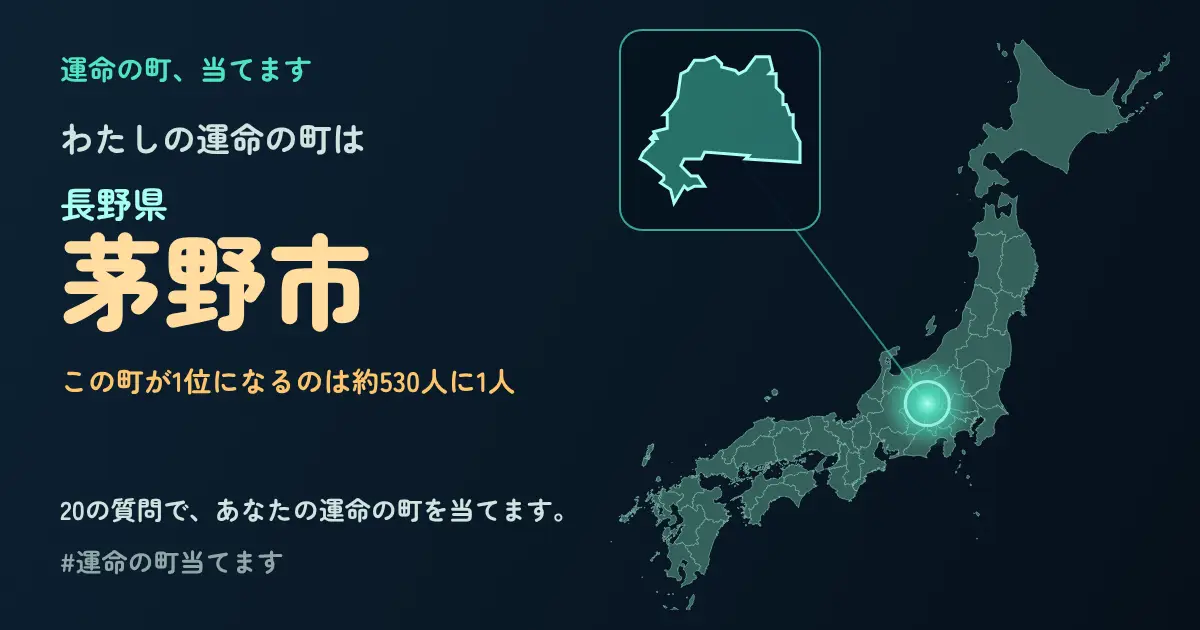 運命の町、当てます
わたしの運命の町は
長野県
茅野市
この町が1位になるのは約530人に1人
20の質問で、あなたの運命の町を当てます。
#運命の町当てます